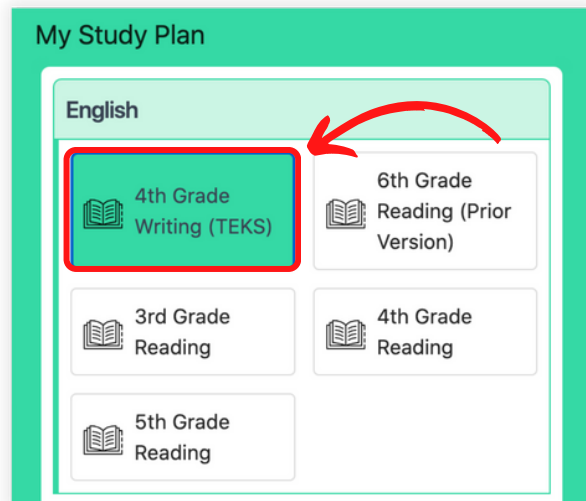 My Study Plan
English
4th Grade
Writing (TEKS)
6th Grade
Reading (Prior
Version)
3rd Grade
Reading
4th Grade
Reading
5th Grade
Reading